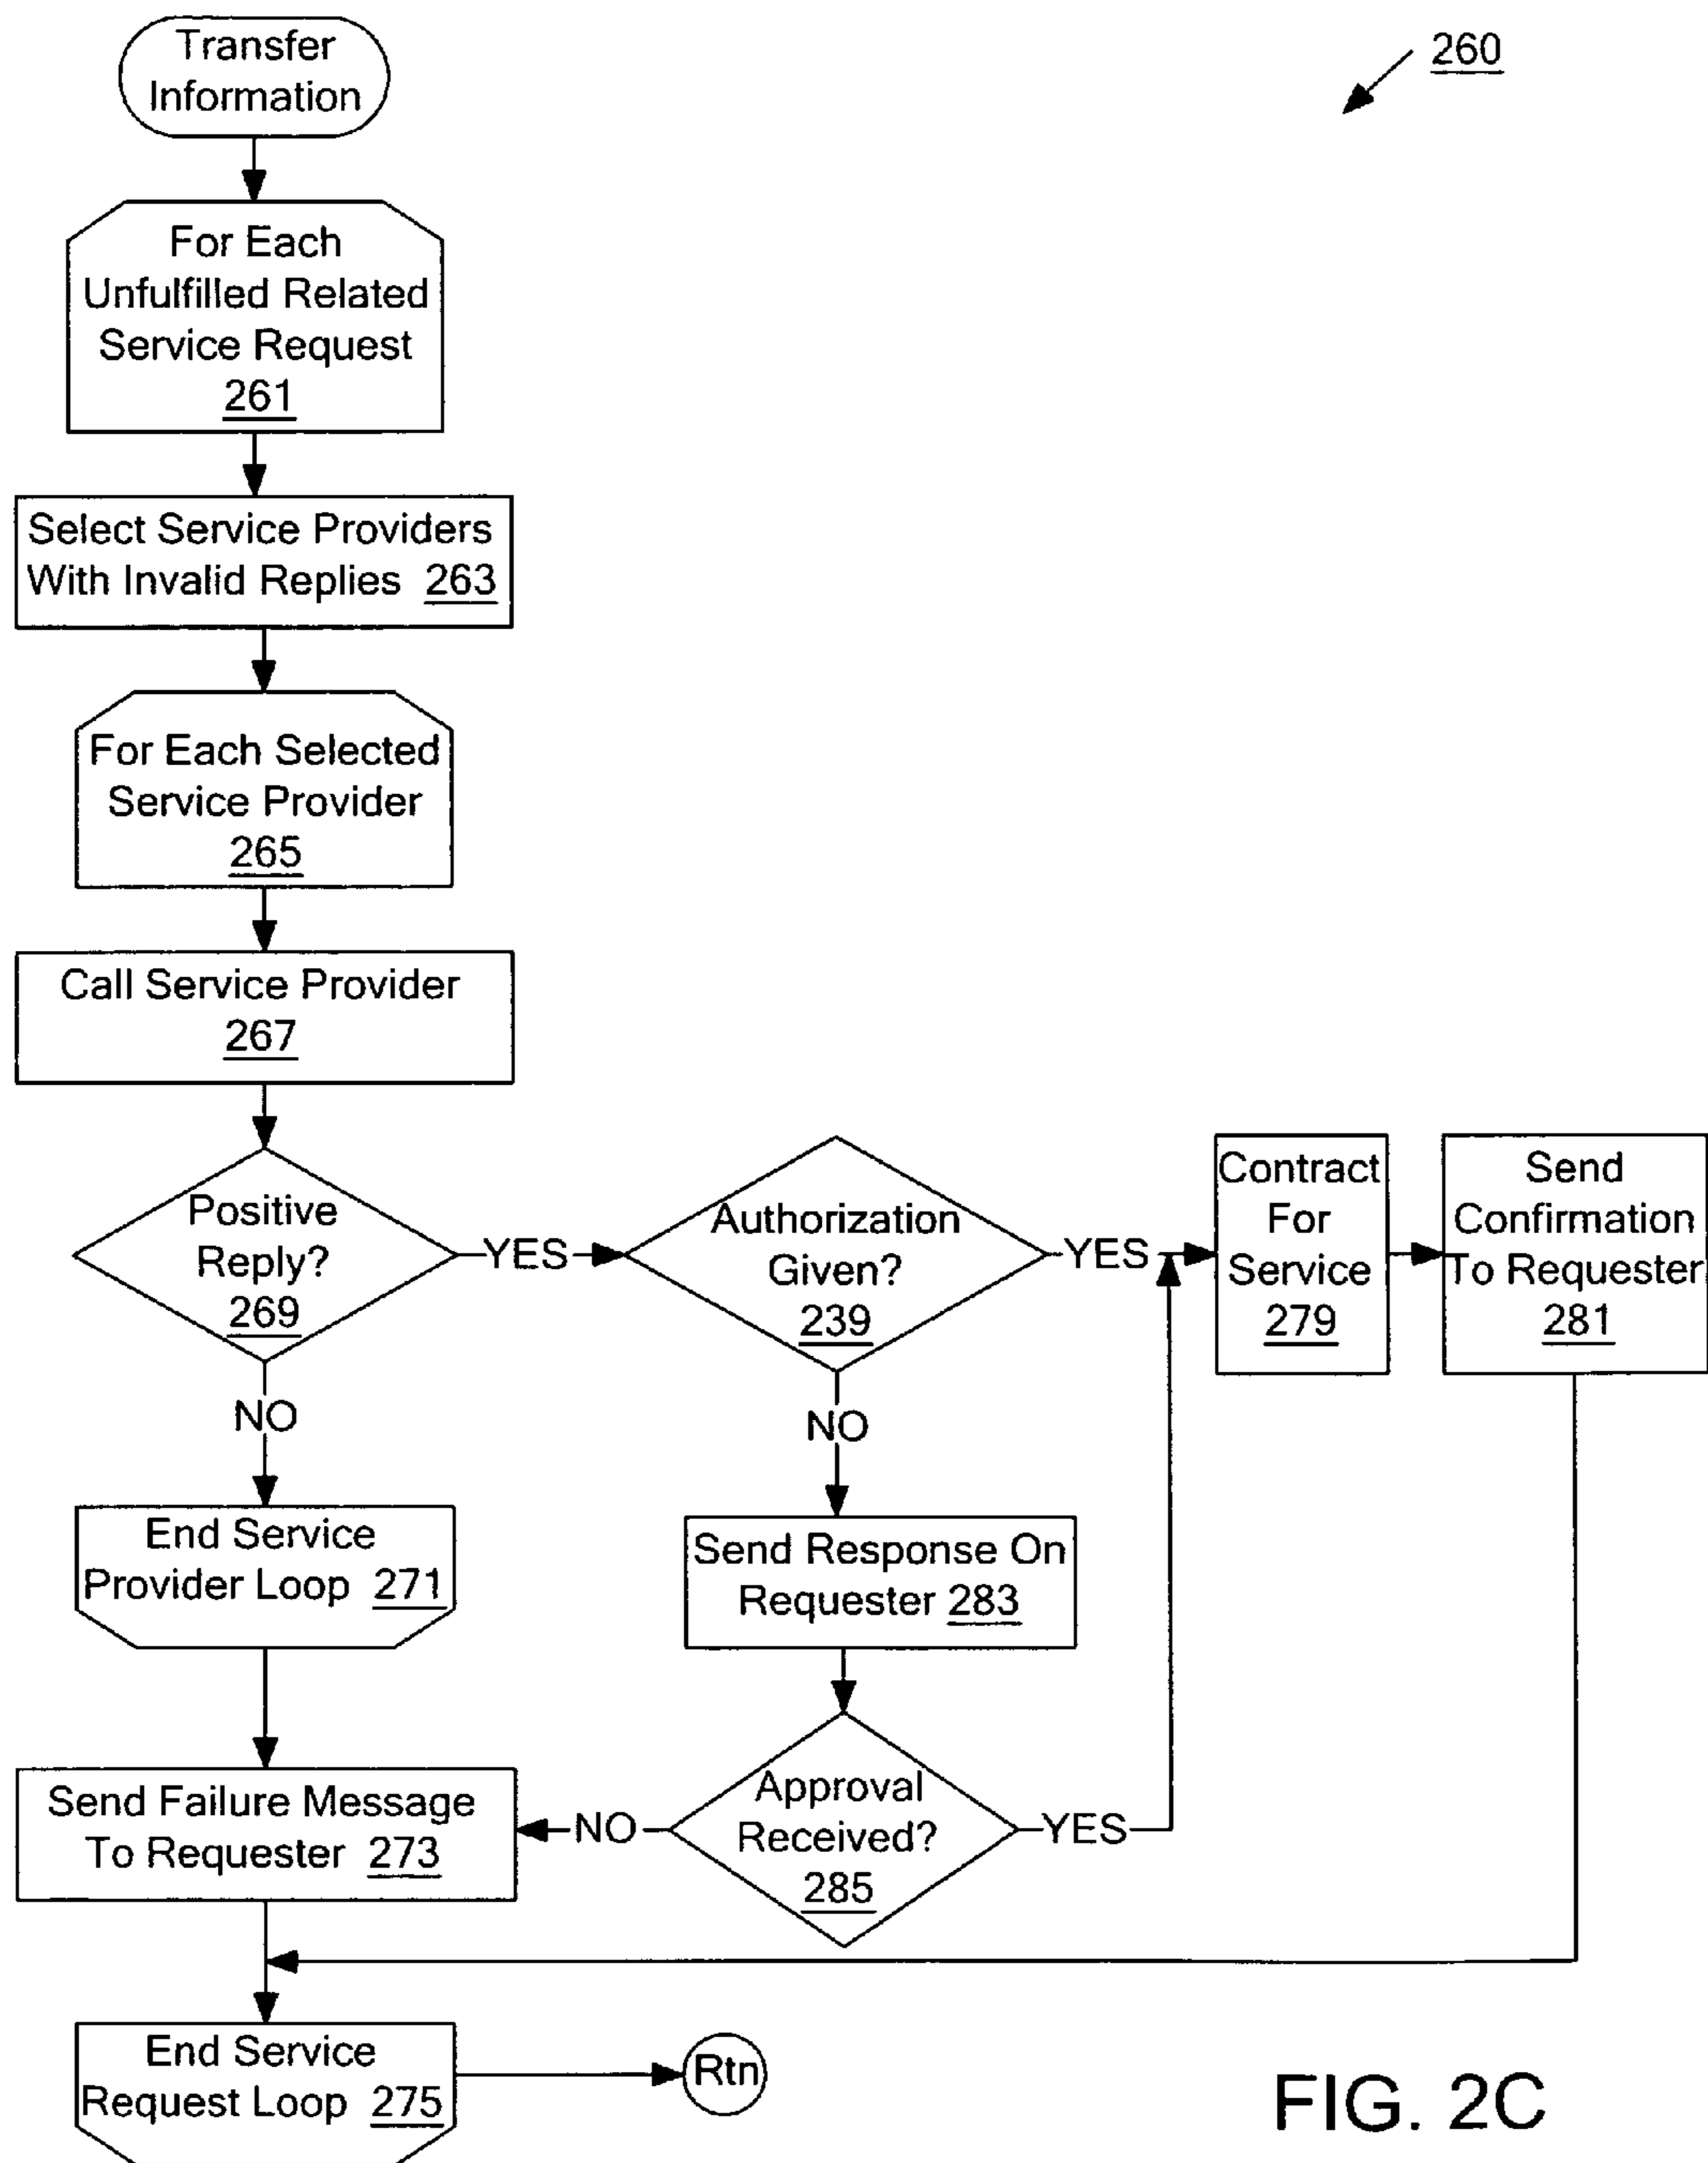 Transfer
Information
260
For Each
Unfulfilled Related
Service Request
261
Select Service Providers
With Invalid Replies 263
For Each Selected
Service Provider
265
Call Service Provider
267
Positive
Reply?
269
YES
Authorization
Given?
239
YES
Contract
For
Service
279
Send
Confirmation
To Requester
281
NO
NO
End Service
Provider Loop 271
Send Response On
Requester 283
Send Failure Message
To Requester 273
NO
Approval
Received?
285
YES
End Service
Request Loop 275
Rtn
FIG. 2C